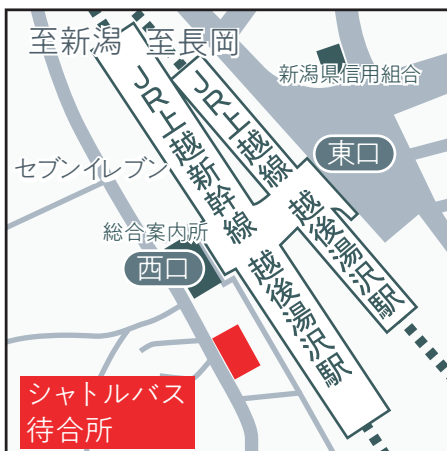 至新潟 至長岡
新潟県信用組合
JR上越新幹線
JR上越線
東口
セブンイレブン
総合案内所
西口
越後湯沢駅
越後湯沢駅
シャトルバス
待合所